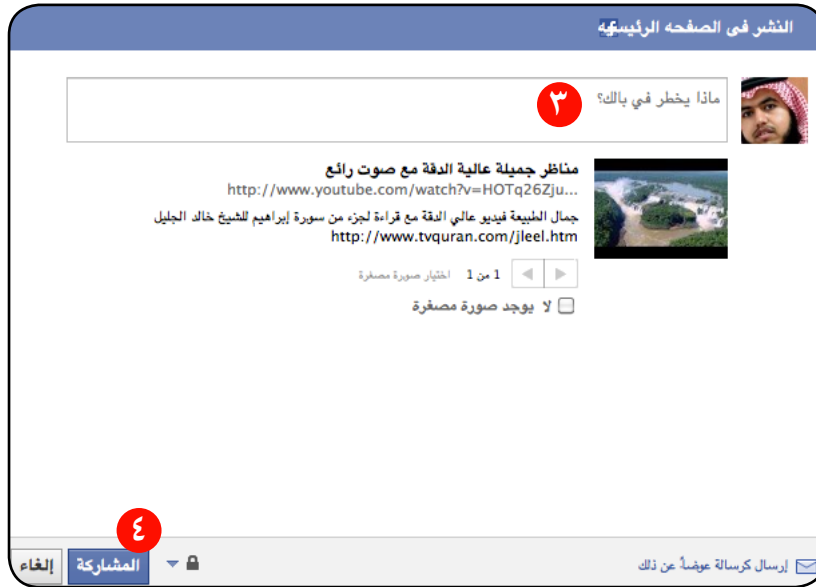 النشر فى الصفحه الرئيسيه
ماذا يخطر في بالك؟
٣
مناظر جميلة عالية الدقة مع صوت رائع
http://www.youtube.com/watch?v=HOTq26Zju...
جمال الطبيعة فيديو عالي الدقة مع قراءة لجزء من سورة إبراهيم للشيخ خالد الجليل
http://www.tvquran.com/jleel.htm
1 من 1 اختيار صورة مصغرة
لا يوجد صورة مصغرة
٤
إرسال كرسالة عوضاً عن ذلك
المشاركة
إلغاء